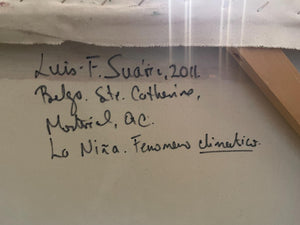 Luis-F. Suárez, 2011.
Belgo. Ste. Catherine,
Montréal, QC.
La Niña. Fenomeno climatico.